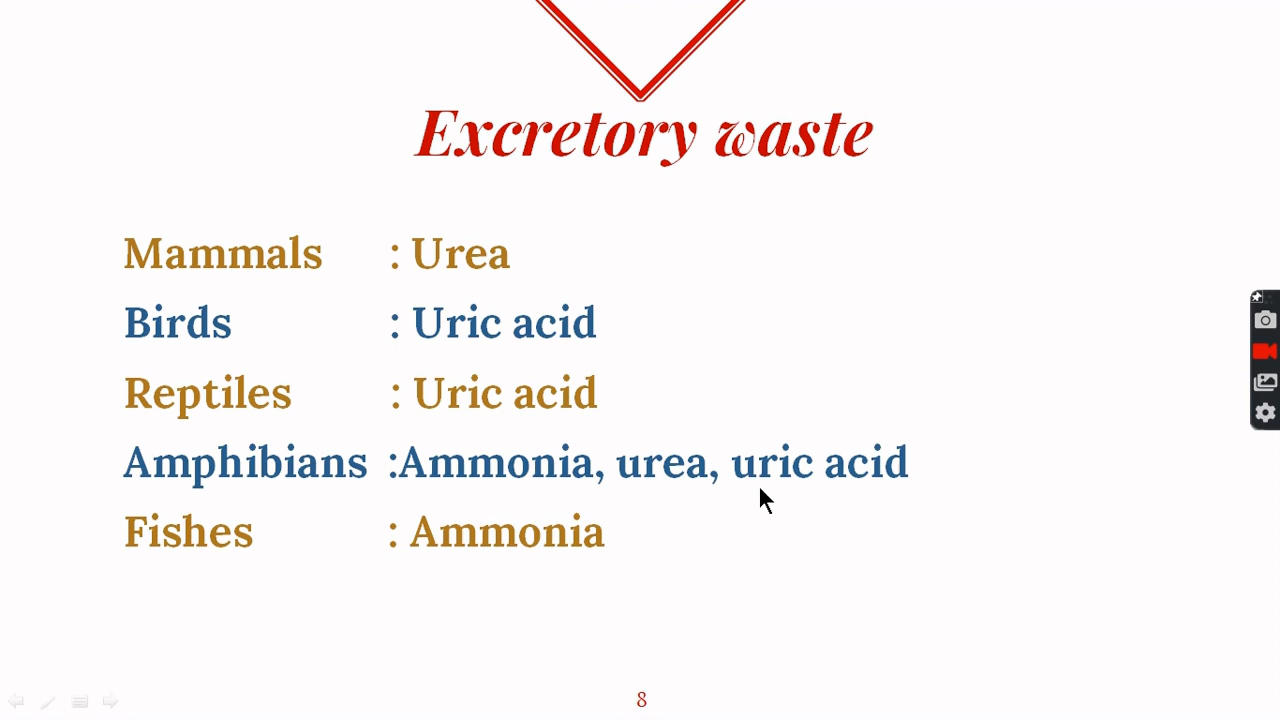 Excretory waste
Mammals : Urea
Birds : Uric acid
Reptiles : Uric acid
Amphibians :Ammonia, urea, uric acid
Fishes : Ammonia
8